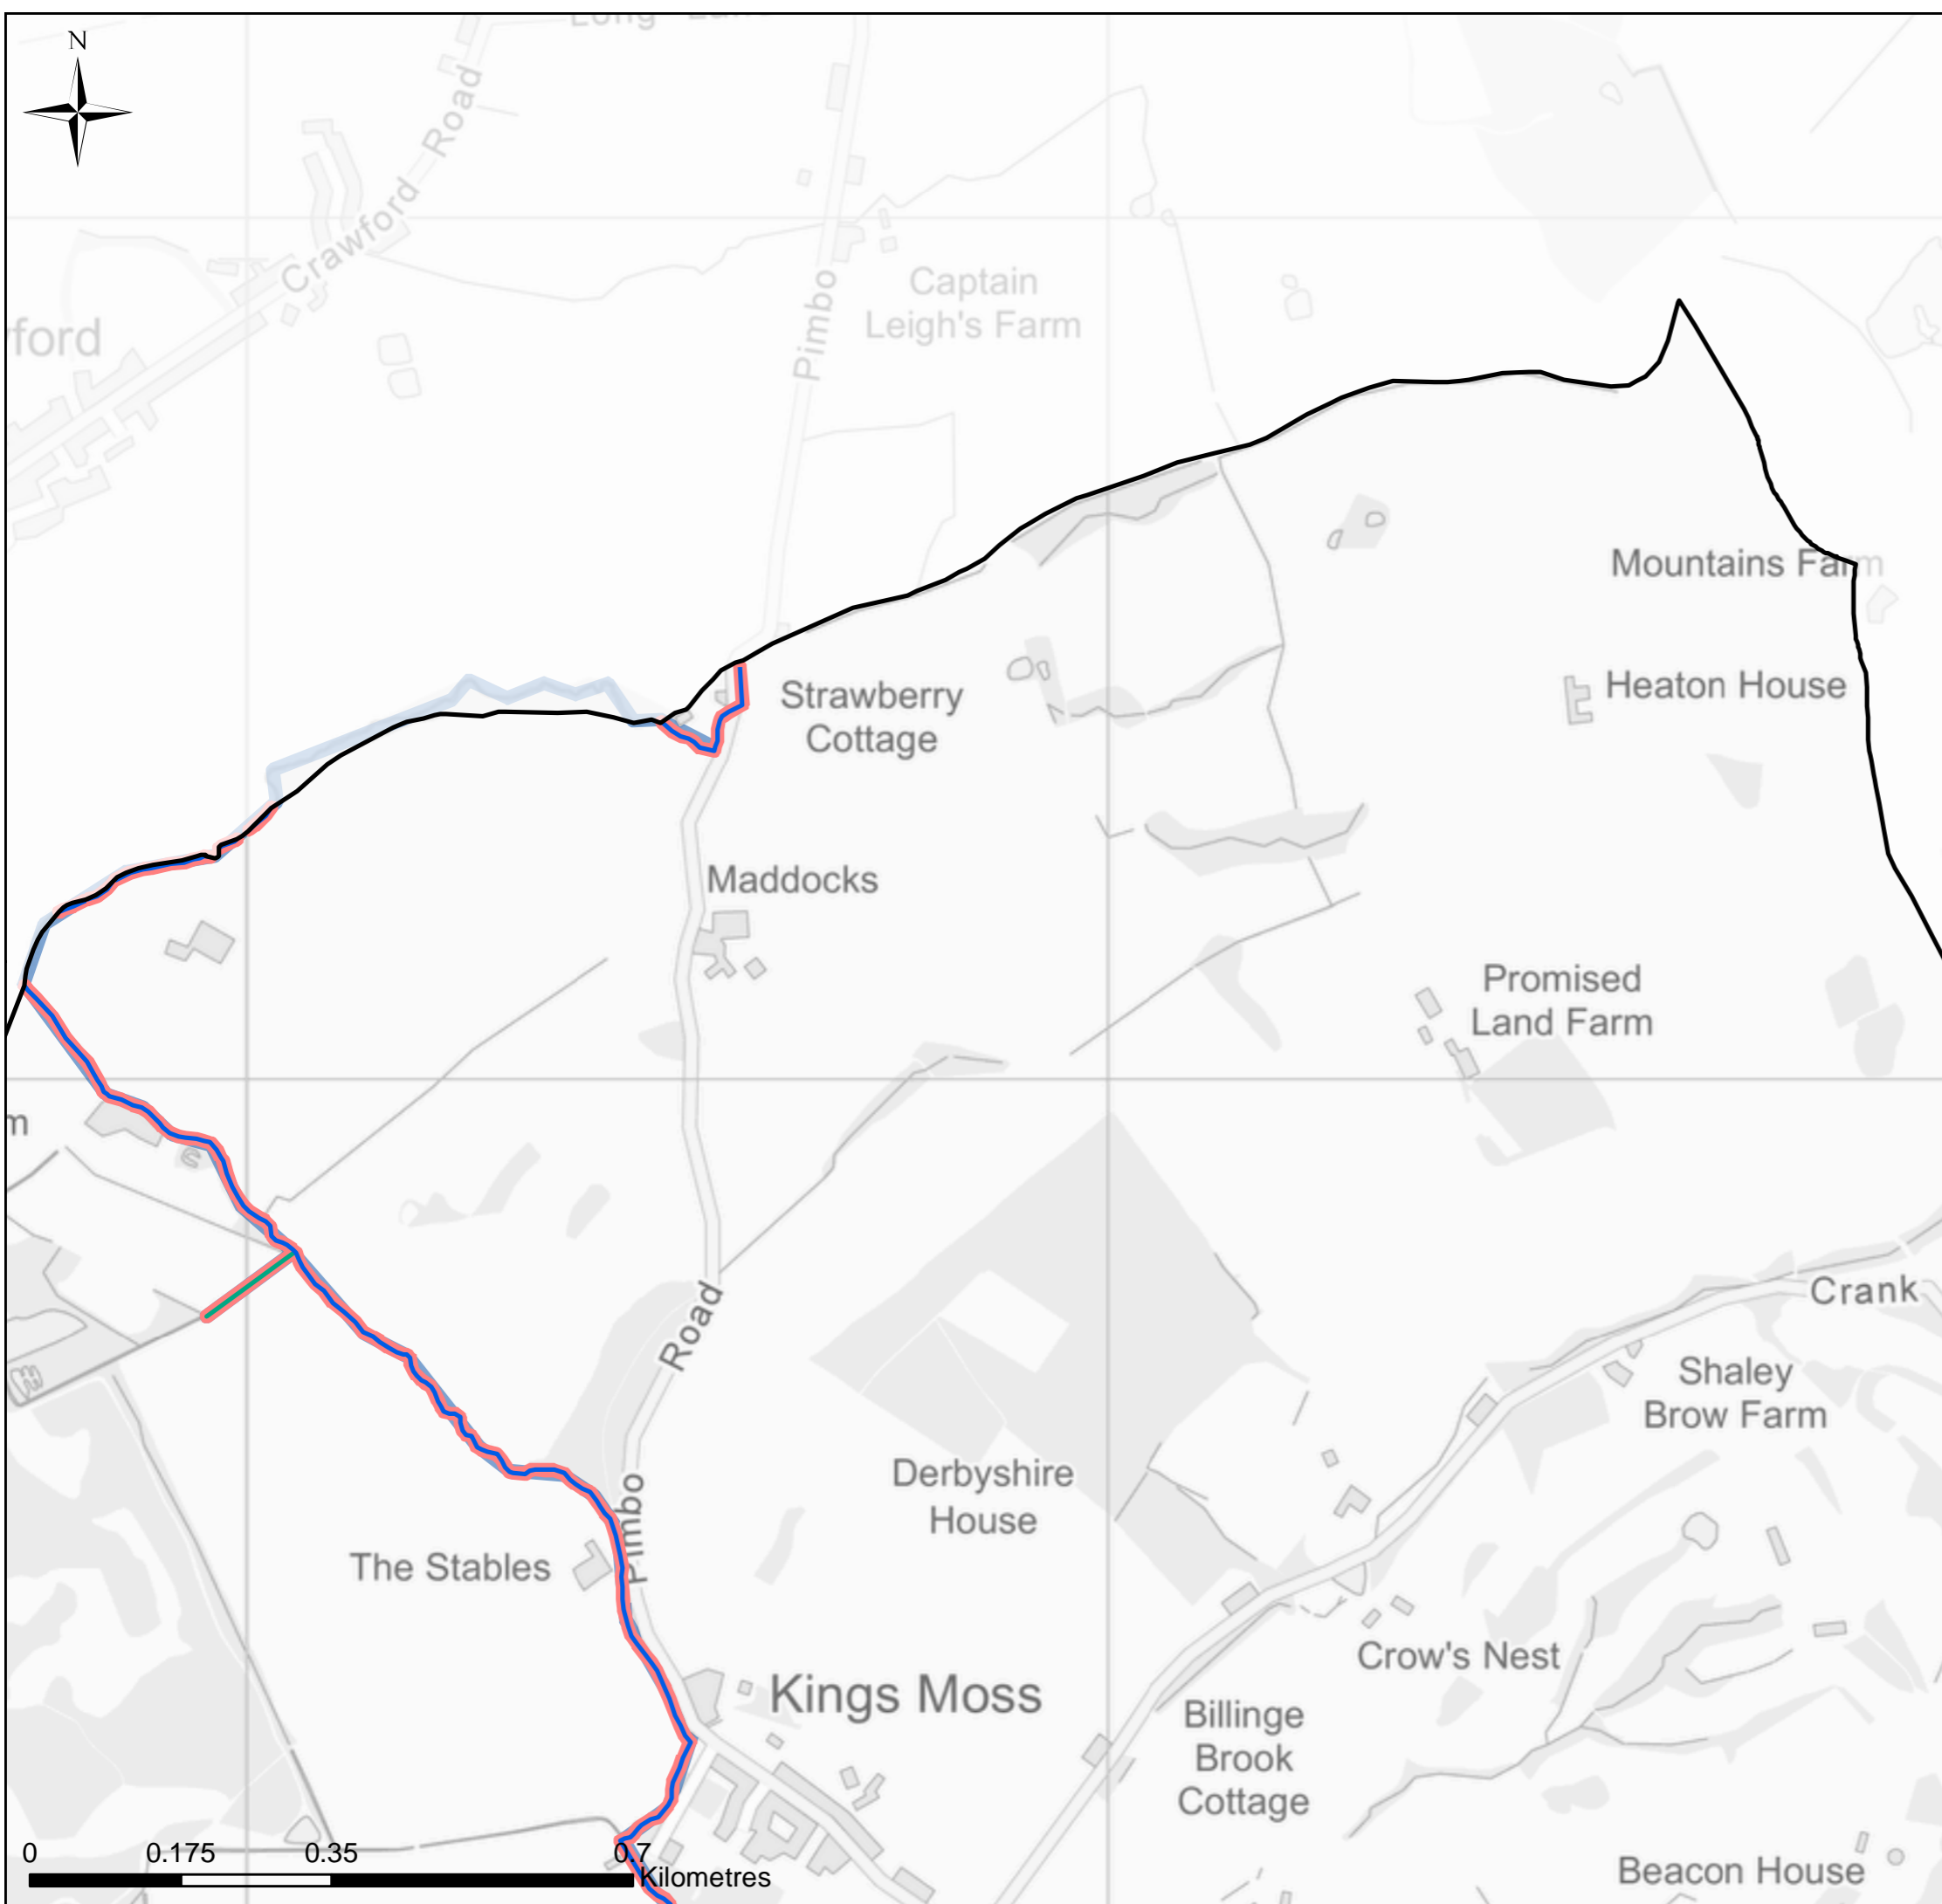 N
Crawford Road
Captain
Leigh's Farm
Pimbo
Mountains Farm
Strawberry
Cottage
Heaton House
Maddocks
Promised
Land Farm
m
Crank
Road
Shaley
Brow Farm
Derbyshire
House
Pimbo
The Stables
Crow's Nest
Kings Moss
Billinge
Brook
Cottage
0 0.175 0.35 0.7
Kilometres
Beacon House